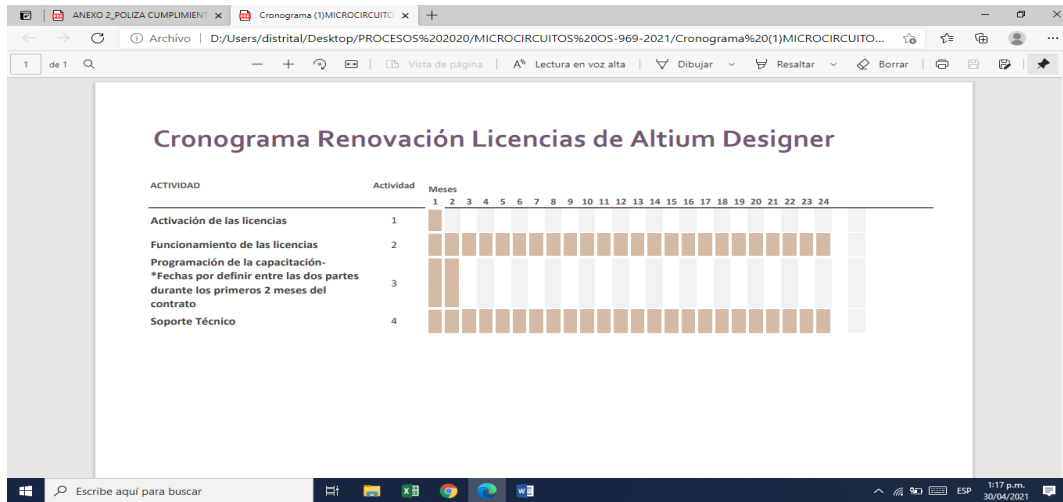 ANEXO 2_POLIZA CUMPLIMIENT
Cronograma (1)MICROCIRCUITO
Archivo | D:/Users/distrital/Desktop/PROCESOS%202020/MICROCIRCUITOS%20OS-969-2021/Cronograma%20(1)MICROCIRCUITO...
1 de 1 Vista de página Lectura en voz alta Dibujar Resaltar Borrar
Cronograma Renovación Licencias de Altium Designer
ACTIVIDAD Actividad Meses
1 2 3 4 5 6 7 8 9 10 11 12 13 14 15 16 17 18 19 20 21 22 23 24
Activación de las licencias 1
Funcionamiento de las licencias 2
Programación de la capacitación-
*Fechas por definir entre las dos partes
durante los primeros 2 meses del
contrato
3
Soporte Técnico 4
Escribe aquí para buscar
ESP
1:17 p.m.
30/04/2021